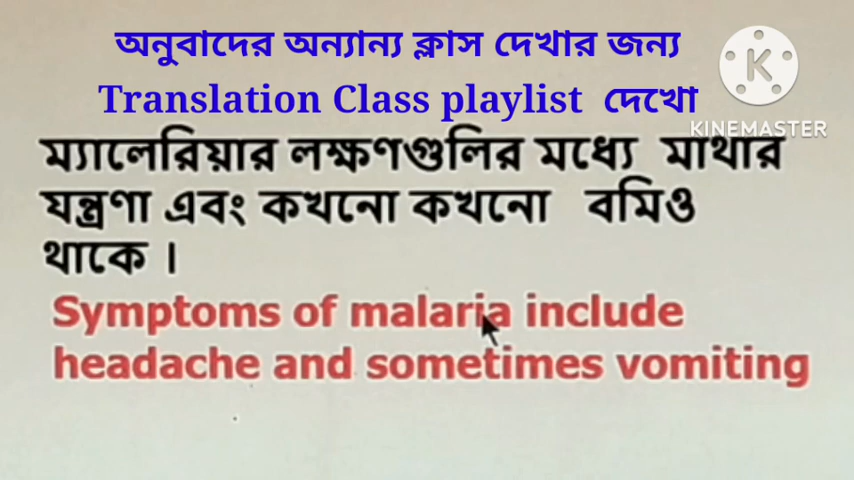 অনুবাদের অন্যান্য ক্লাস দেখার জন্য
Translation Class playlist দেখো
KINEMASTER
ম্যালেরিয়ার লক্ষণগুলির মধ্যে মাথার
যন্ত্রণা এবং কখনো কখনো বমিও
থাকে ।
Symptoms of malaria include
headache and sometimes vomiting